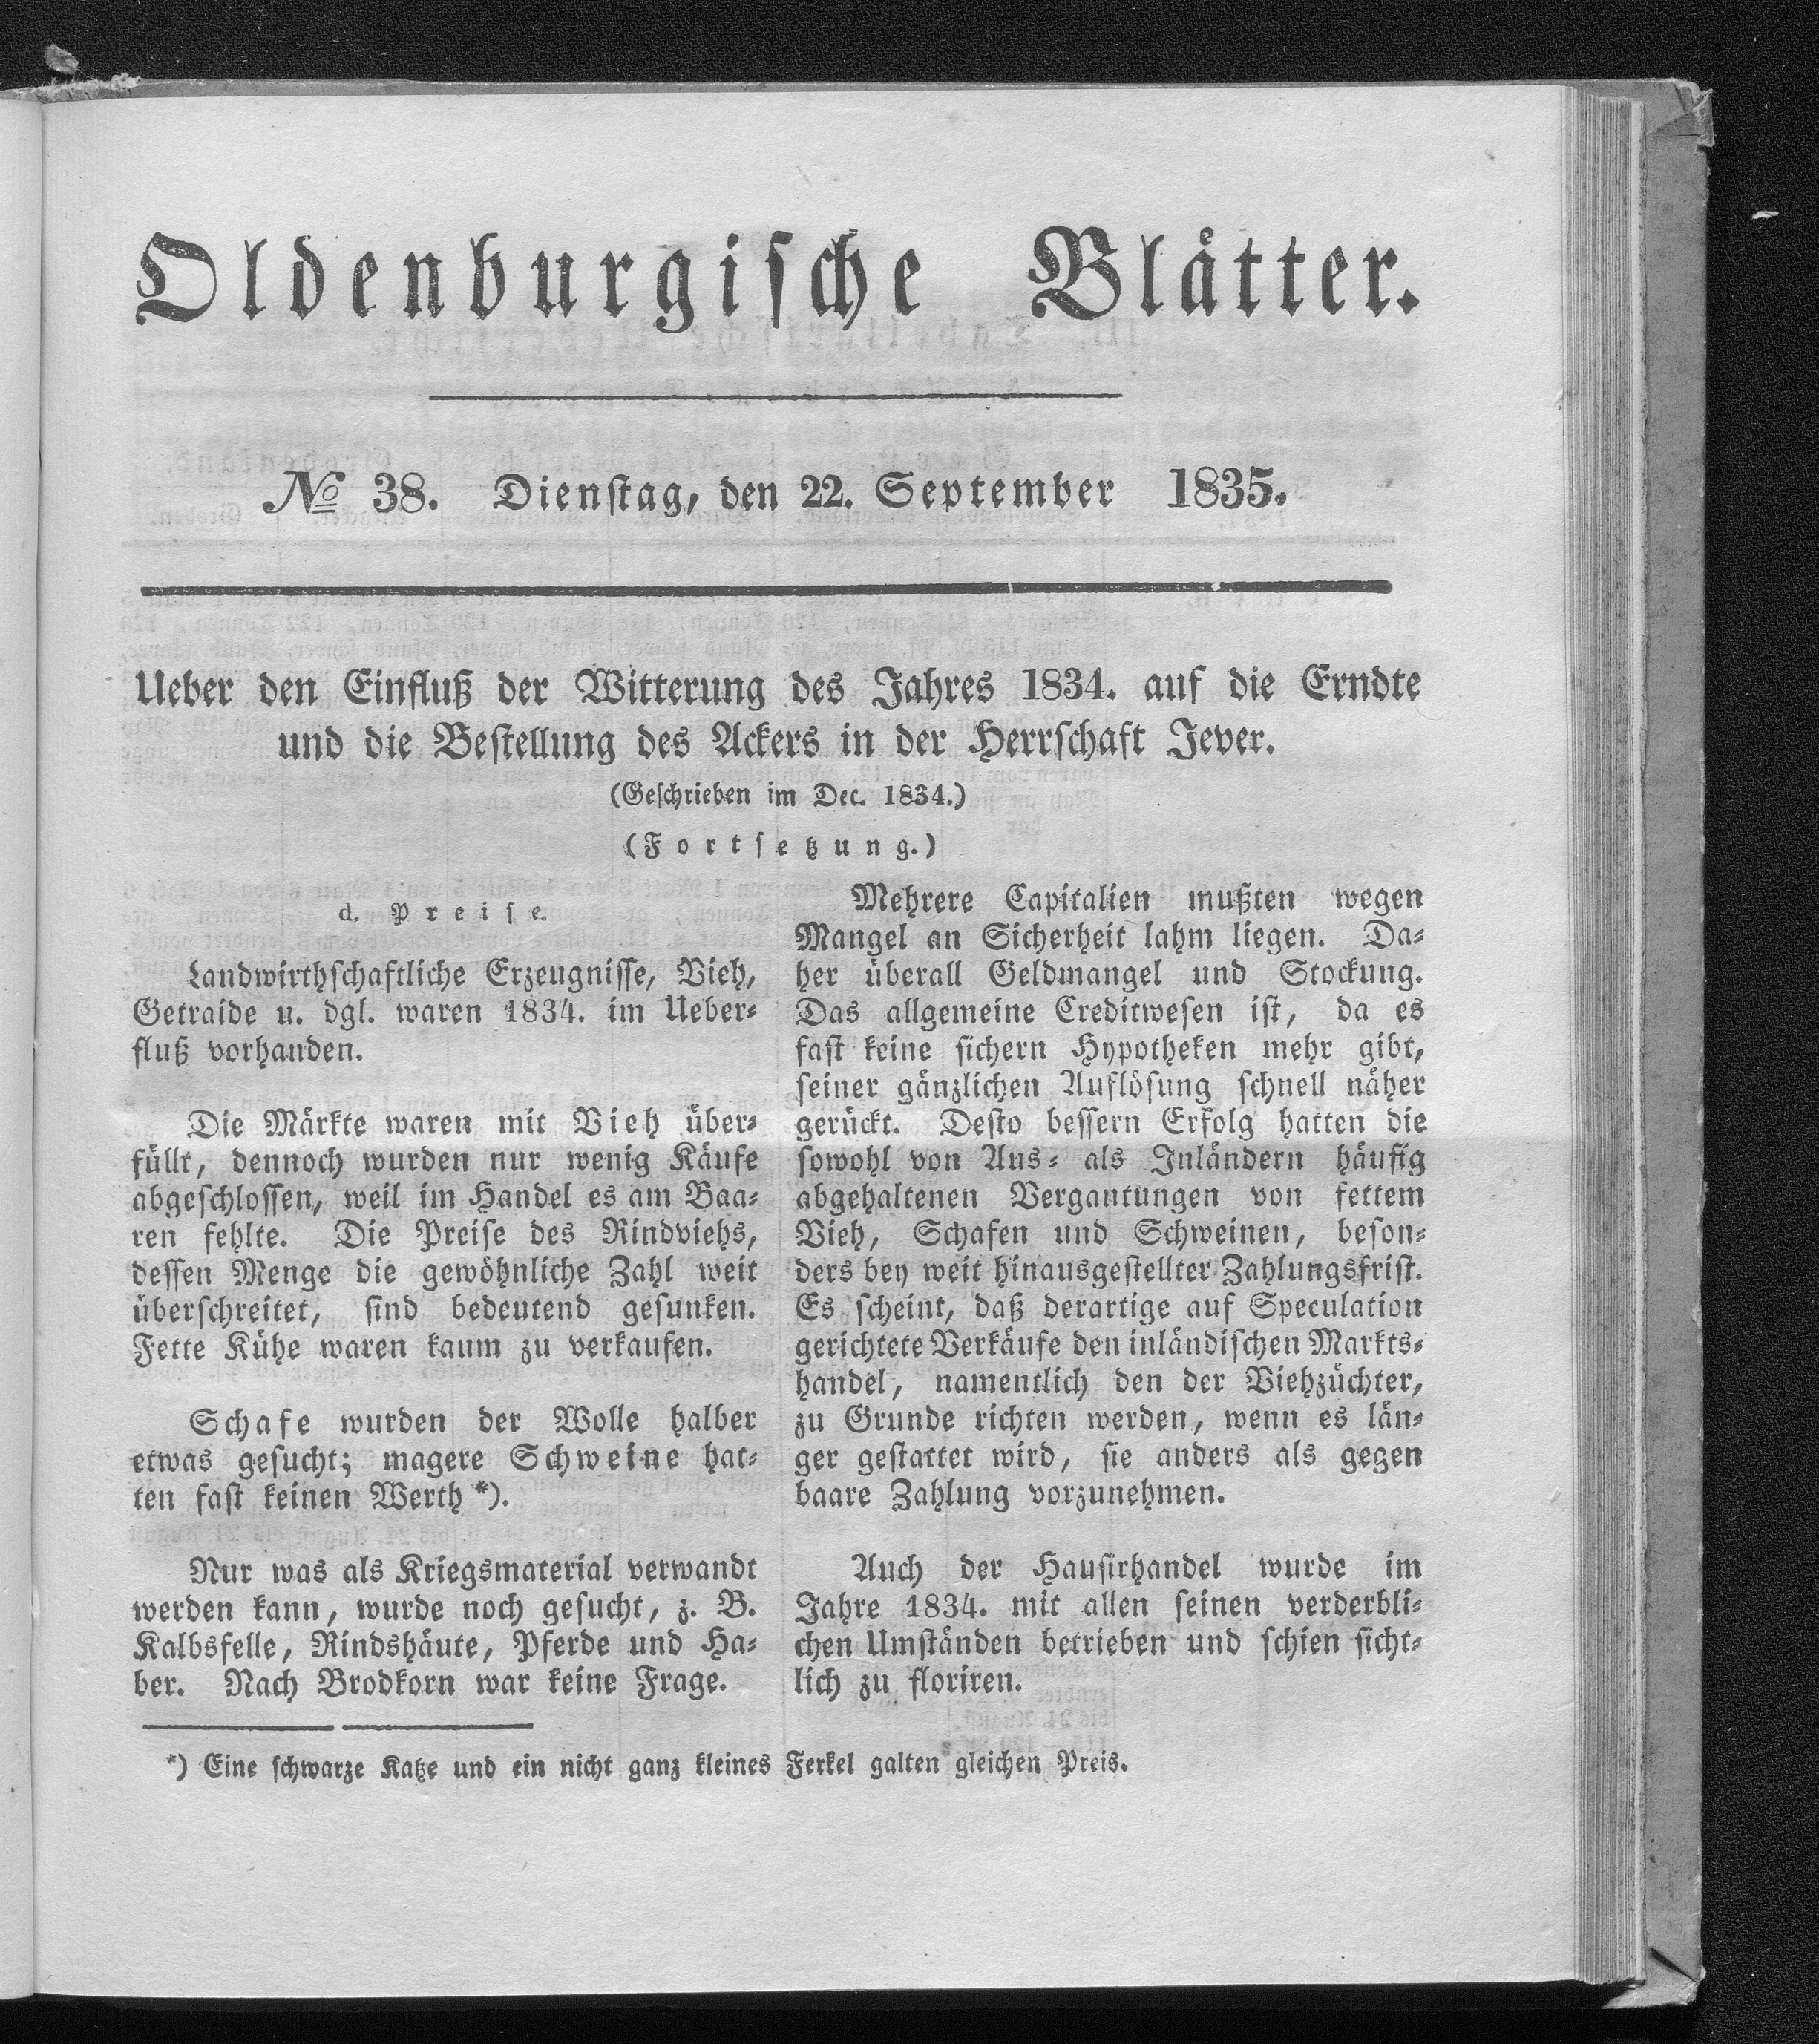 Oldenburgische Blåtter.
№ 38. Dienstag, den 22. September 1835.
Ueber den Einfluß der Witterung des Jahres 1834. auf die Erndte
und die Bestellung des Ackers in der Herrschaft Jever.
(Geschrieben im Dec. 1834.)
(Fortsetzung.)
d. Preise.
Landwirthschaftliche Erzeugnisse, Vieh,
Getraide u. dgl. waren 1834. im Ueber-
fluß vorhanden.
Die Märkte waren mit Vieh über-
füllt, dennoch wurden nur wenig Käufe
abgeschlossen, weil im Handel es am Baa-
ren fehlte. Die Preise des Rindviehs,
dessen Menge die gewöhnliche Zahl weit
überschreitet, sind bedeutend gesunken.
Fette Kühe waren kaum zu verkaufen.
Schafe wurden der Wolle halber
etwas gesucht; magere Schweine hat-
ten fast keinen Werth *).
Nur was als Kriegsmaterial verwandt
werden kann, wurde noch gesucht, z. B.
Kalbsfelle, Rindshäute, Pferde und Ha-
ber. Nach Brodkorn war keine Frage.
Mehrere Capitalien mußten wegen
Mangel an Sicherheit lahm liegen. Da-
her überall Geldmangel und Stockung.
Das allgemeine Creditwesen ist, da es
fast keine sichern Hypotheken mehr gibt,
seiner gänzlichen Auflösung schnell näher
gerückt. Desto bessern Erfolg hatten die
sowohl von Aus- als Inländern häufig
abgehaltenen Vergantungen von fettem
Vieh, Schafen und Schweinen, beson-
ders bey weit hinausgestellter Zahlungsfrist.
Es scheint, daß derartige auf Speculation
gerichtete Verkäufe den inländischen Markts-
handel, namentlich den der Viehzüchter,
zu Grunde richten werden, wenn es län-
ger gestattet wird, sie anders als gegen
baare Zahlung vorzunehmen.
Auch der Hausirhandel wurde im
Jahre 1834. mit allen seinen verderbli-
chen Umständen betrieben und schien sicht-
lich zu floriren.
*) Eine schwarze Katze und ein nicht ganz kleines Ferkel galten gleichen Preis.